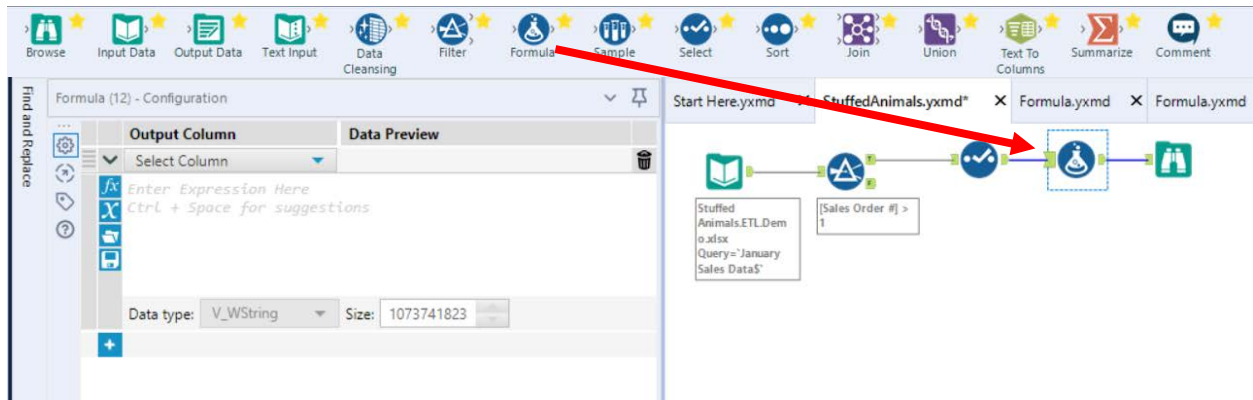 Browse
Input Data
Output Data
Text Input
Data
Cleansing
Filter
Formula
Sample
Select
Sort
Join
Union
Text To
Columns
Summarize
Comment
Find and Replace
Formula (12) - Configuration
Output Column
Data Preview
Select Column
Enter Expression Here
Ctrl + Space for suggestions
Data type: V_WString
Size: 1073741823
Start Here.yxmd
StuffedAnimals.yxmd*
Formula.yxmd
Formula.yxmd
Stuffed
Animals.ETL.Dem
o.xlsx
Query=`January
Sales Data$`
[Sales Order #] >
1